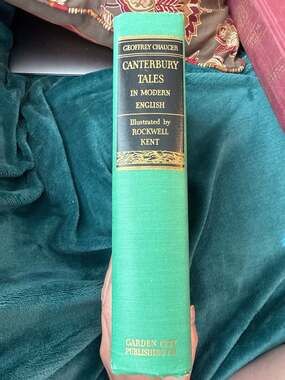 GEOFFREY CHAUCER
CANTERBURY
TALES
IN MODERN
ENGLISH
Illustrated by
ROCKWELL
KENT
GARDEN CITY
PUBLISHING CO.